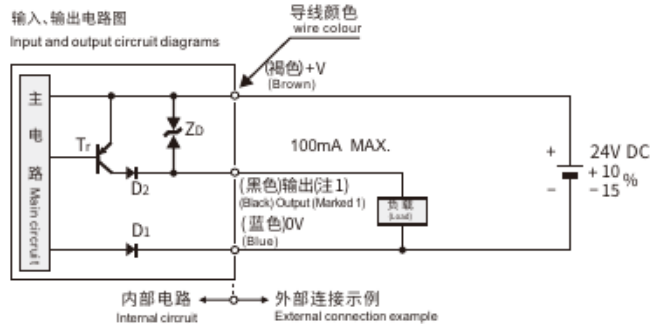 输入、输出电路图
Input and output circruit diagrams
导线颜色
wire colour
(褐色)+V
(Brown)
主电路
Main circruit
Tr
ZD
D2
D1
100mA MAX.
(黑色)输出(注1)
(Black) Output (Marked 1)
(蓝色)0V
(Blue)
负载
(Load)
+
−
24V DC
+10
−15
%
内部电路
Internal circruit
外部连接示例
External connection example